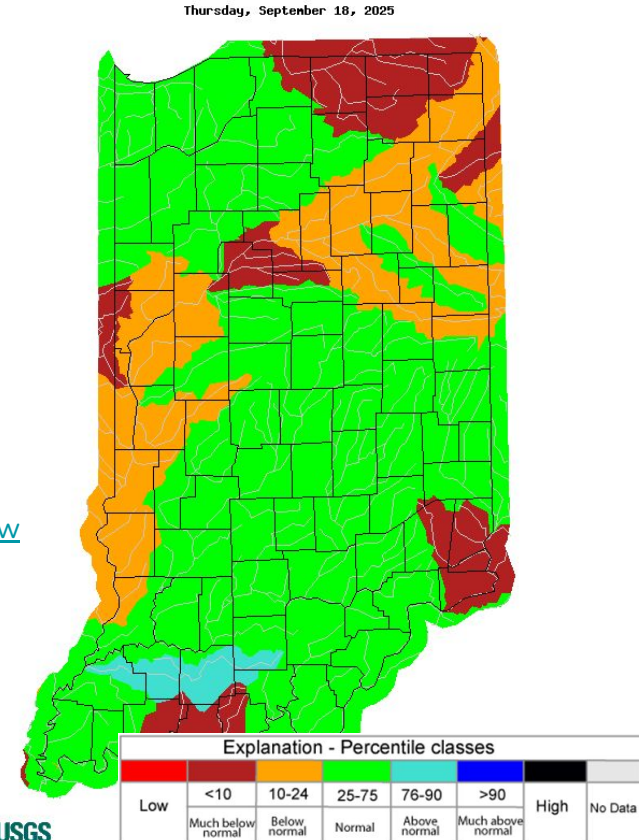 Thursday, September 18, 2025
w
Explanation - Percentile classes
Low
<10
10-24
25-75
76-90
>90
High
No Data
Much below normal
Below normal
Normal
Above normal
Much above normal
USGS